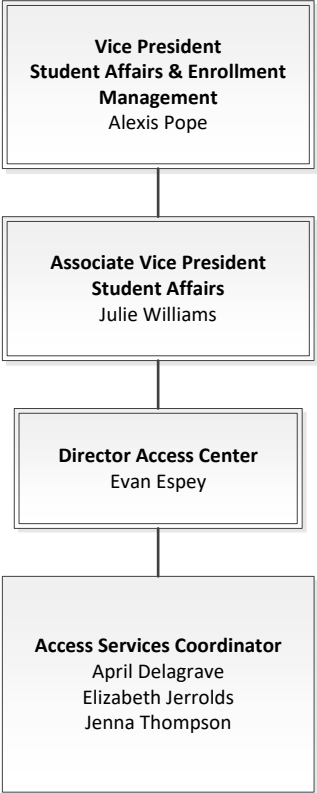 Vice President
Student Affairs & Enrollment
Management
Alexis Pope
Associate Vice President
Student Affairs
Julie Williams
Director Access Center
Evan Espey
Access Services Coordinator
April Delagrave
Elizabeth Jerrolds
Jenna Thompson